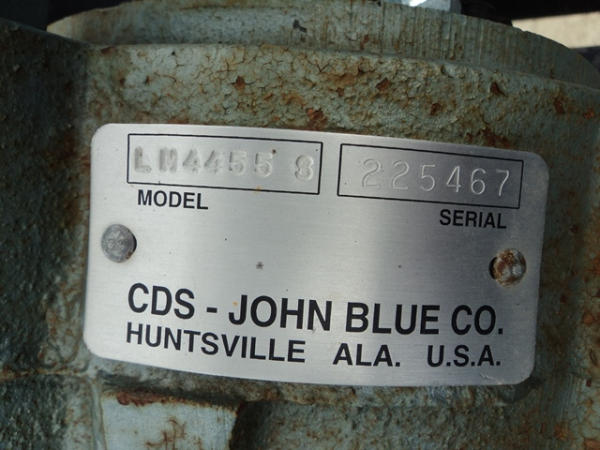 LM4455 8 225467
MODEL SERIAL
CDS - JOHN BLUE CO.
HUNTSVILLE ALA. U.S.A.